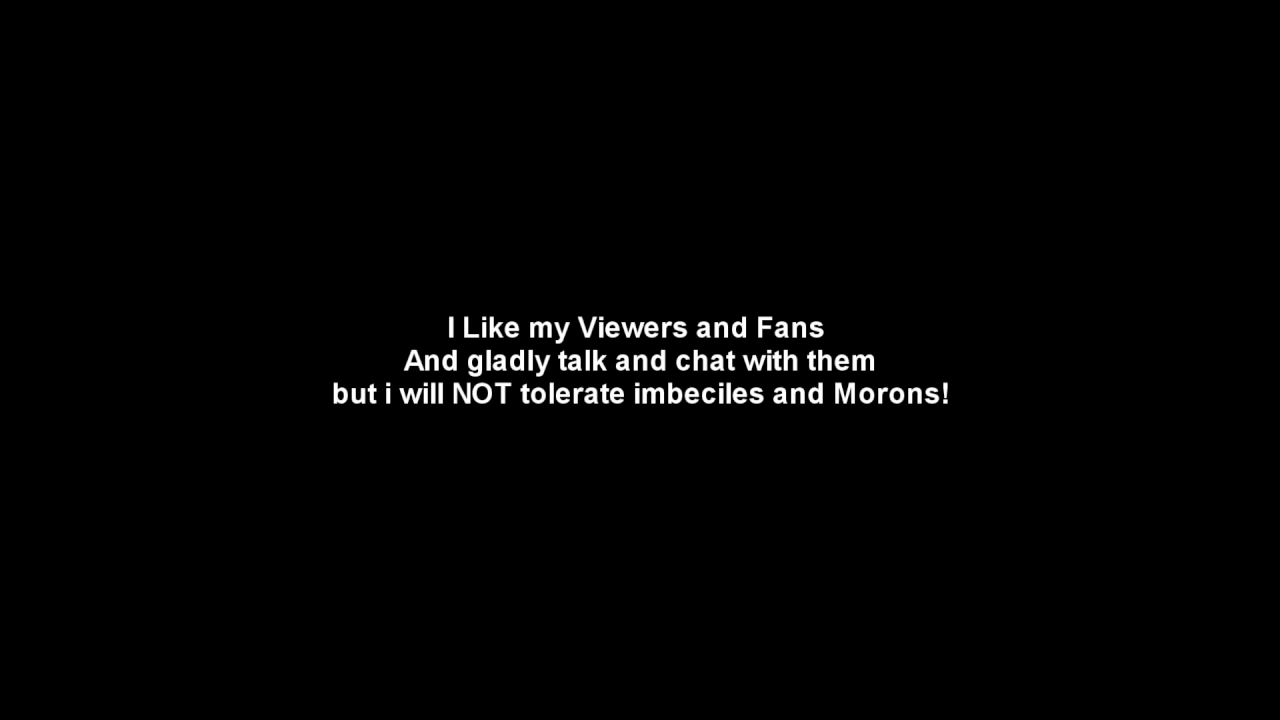 I Like my Viewers and Fans
And gladly talk and chat with them
but i will NOT tolerate imbeciles and Morons!